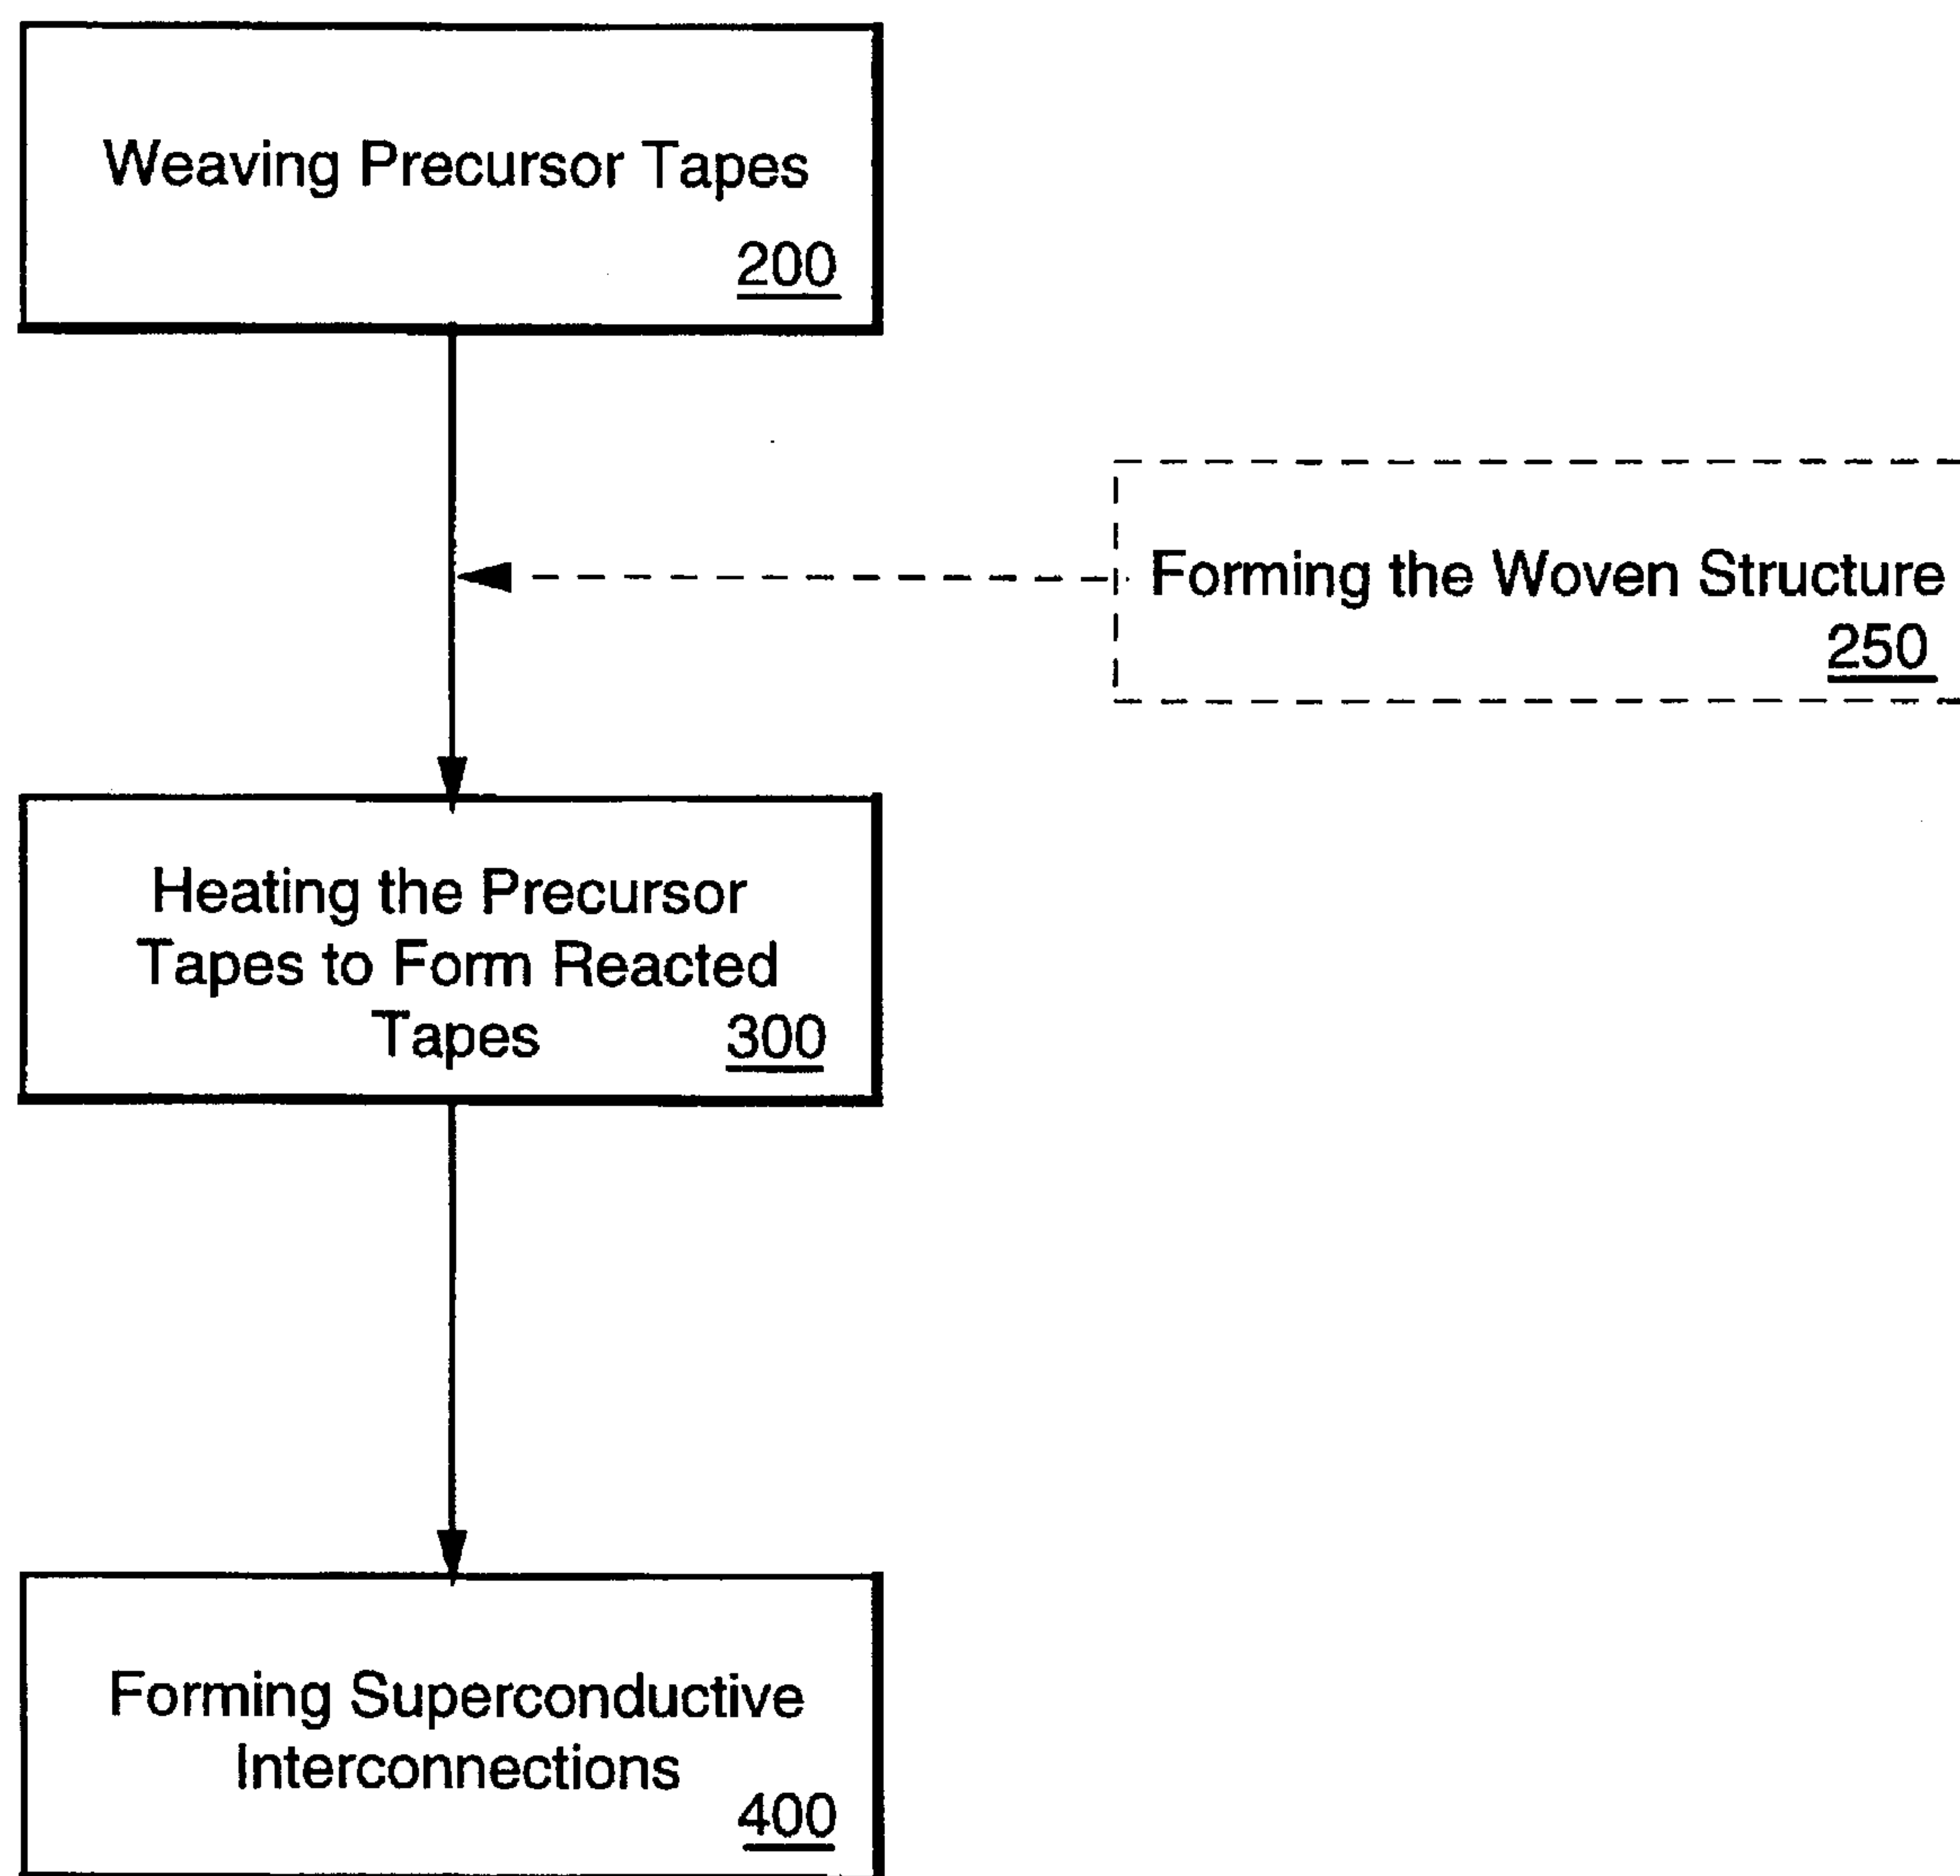 Weaving Precursor Tapes
200
Forming the Woven Structure
250
Heating the Precursor
Tapes to Form Reacted
Tapes 300
Forming Superconductive
Interconnections
400